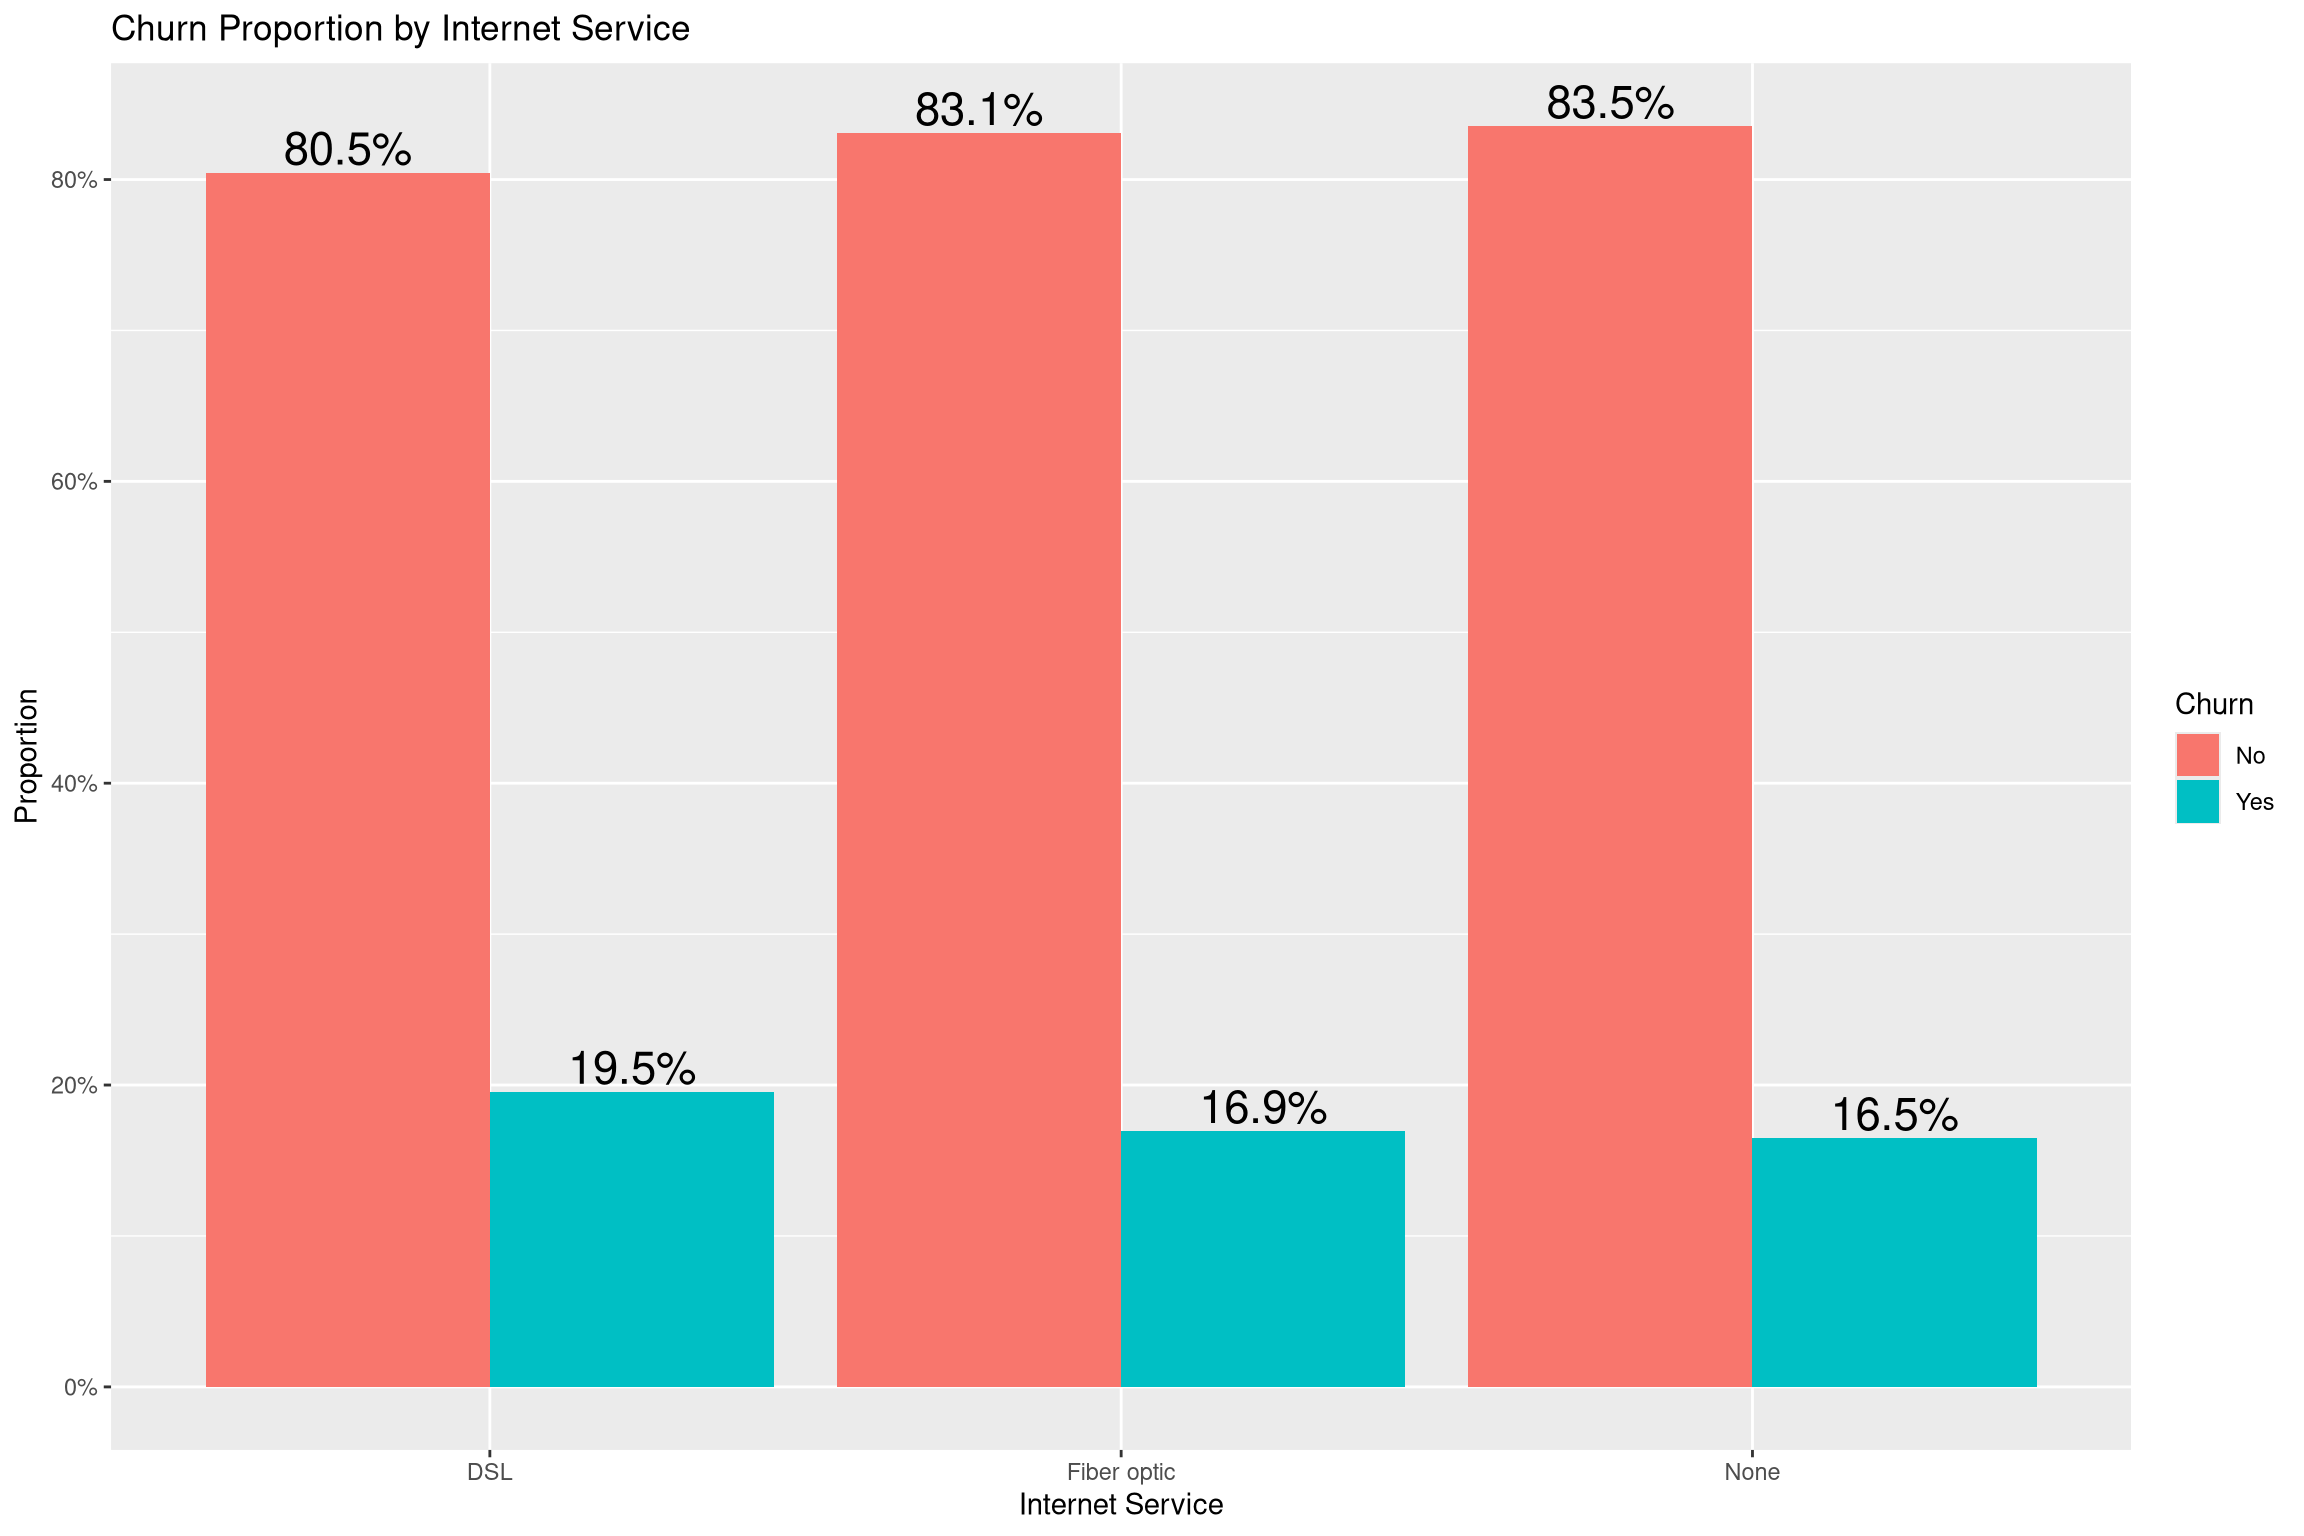 Churn Proportion by Internet Service
80.5%
83.1%
83.5%
19.5%
16.9%
16.5%
80%
60%
40%
20%
0%
Proportion
DSL
Fiber optic
None
Internet Service
Churn
No
Yes